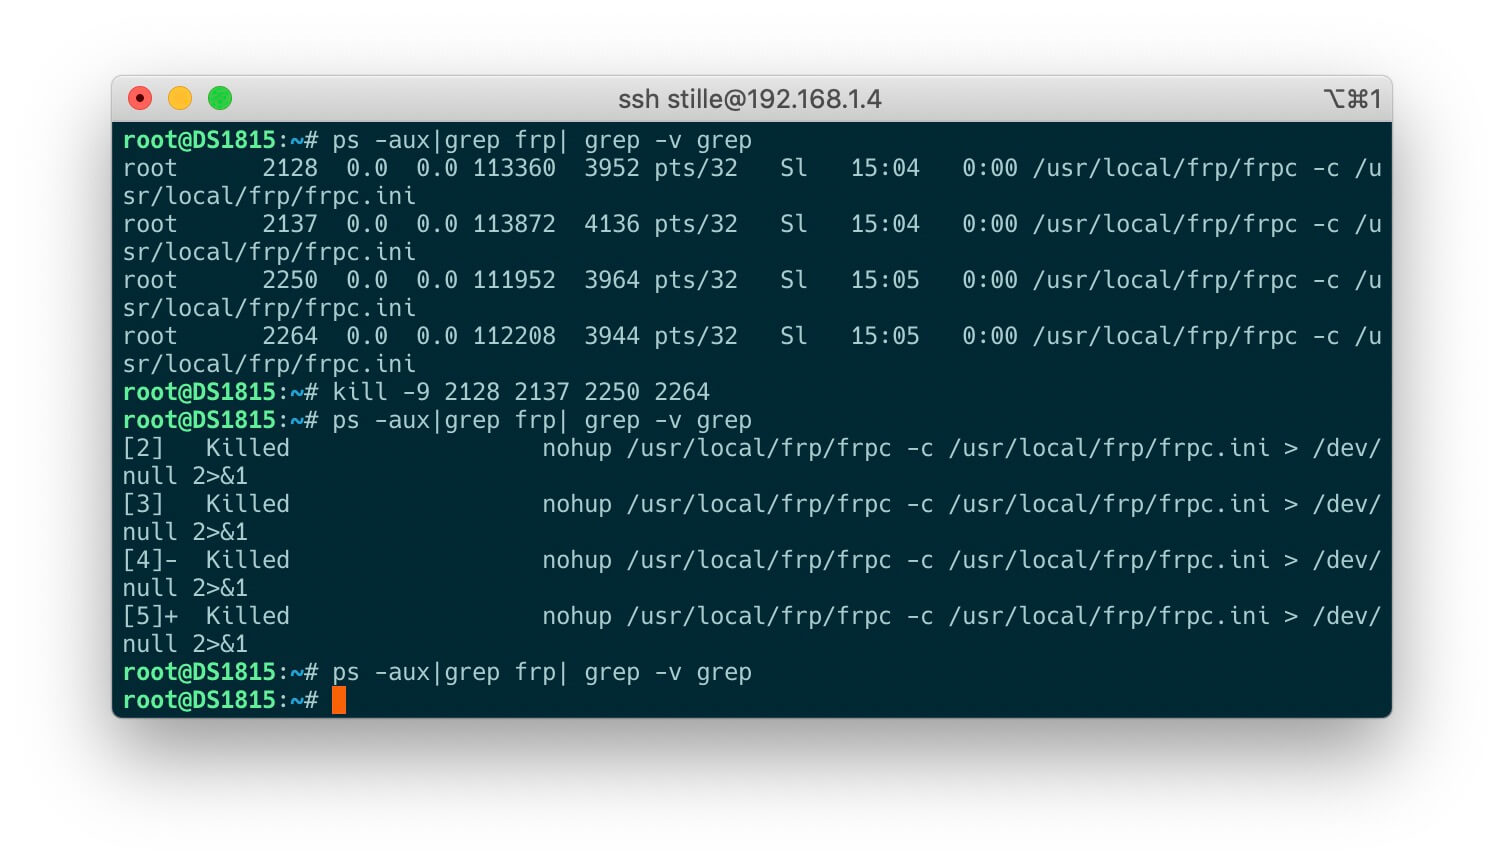 ssh stille@192.168.1.4
⌥⌘1
root@DS1815:~# ps -aux|grep frp| grep -v grep
root      2128  0.0  0.0 113360  3952 pts/32   Sl   15:04   0:00 /usr/local/frp/frpc -c /u
sr/local/frp/frpc.ini
root      2137  0.0  0.0 113872  4136 pts/32   Sl   15:04   0:00 /usr/local/frp/frpc -c /u
sr/local/frp/frpc.ini
root      2250  0.0  0.0 111952  3964 pts/32   Sl   15:05   0:00 /usr/local/frp/frpc -c /u
sr/local/frp/frpc.ini
root      2264  0.0  0.0 112208  3944 pts/32   Sl   15:05   0:00 /usr/local/frp/frpc -c /u
sr/local/frp/frpc.ini
root@DS1815:~# kill -9 2128 2137 2250 2264
root@DS1815:~# ps -aux|grep frp| grep -v grep
[2]   Killed                  nohup /usr/local/frp/frpc -c /usr/local/frp/frpc.ini > /dev/
null 2>&1
[3]   Killed                  nohup /usr/local/frp/frpc -c /usr/local/frp/frpc.ini > /dev/
null 2>&1
[4]-  Killed                  nohup /usr/local/frp/frpc -c /usr/local/frp/frpc.ini > /dev/
null 2>&1
[5]+  Killed                  nohup /usr/local/frp/frpc -c /usr/local/frp/frpc.ini > /dev/
null 2>&1
root@DS1815:~# ps -aux|grep frp| grep -v grep
root@DS1815:~#